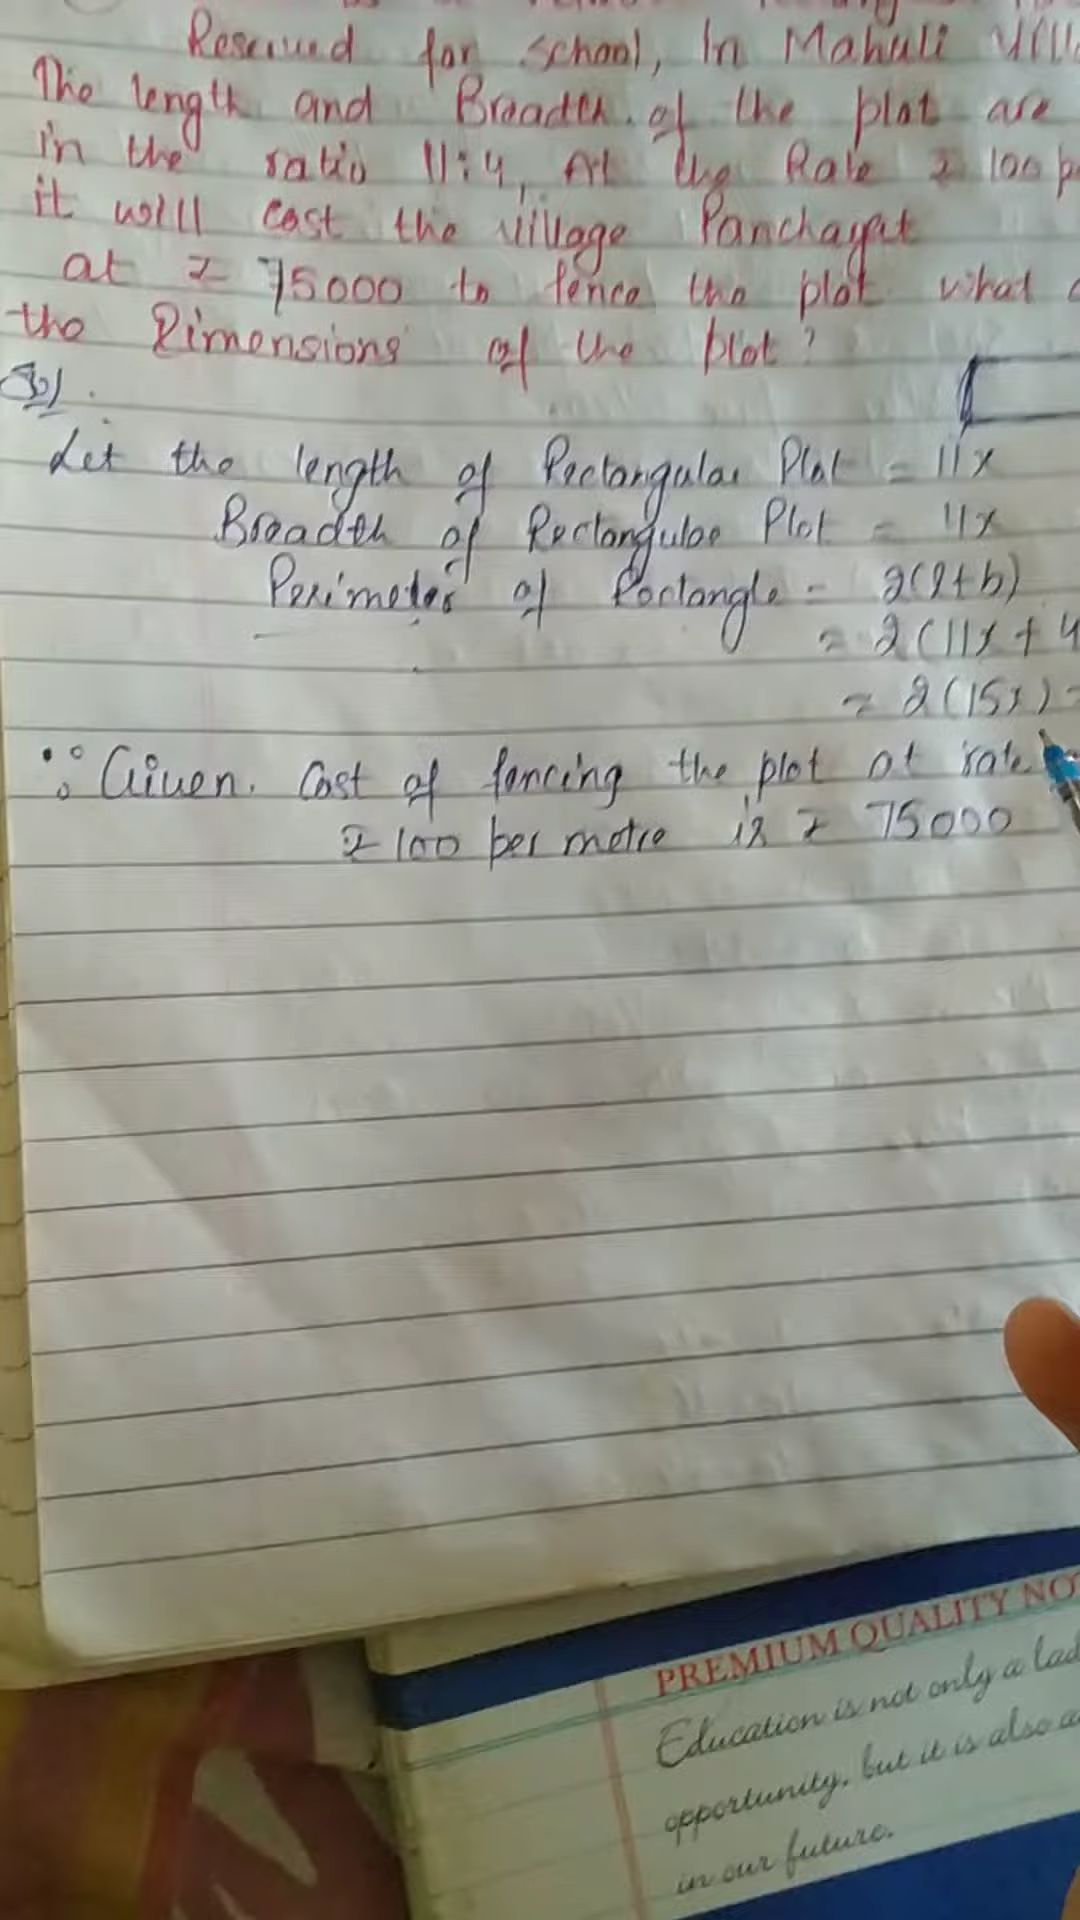 Reserved for school, In Mahuli
The length and Breadth of the plot are
in the ratio 11:4, At the Rate ₹ 100
it will cost the village Panchayat
at ₹ 75000 to fence the plot what
the Dimensions of the plot?
Sol.
Let the length of Rectangular Plot = 11x
Breadth of Rectangular Plot = 11x
Perimeter of Rectangle = 2(l+b)
= 2(11x + 4
= 2(15x) =
Given. Cost of fencing the plot at rate
₹ 100 per metre is ₹ 75000
PREMIUM QUALITY NO
Education is not only a lad
opportunity, but it is also a
in our future.